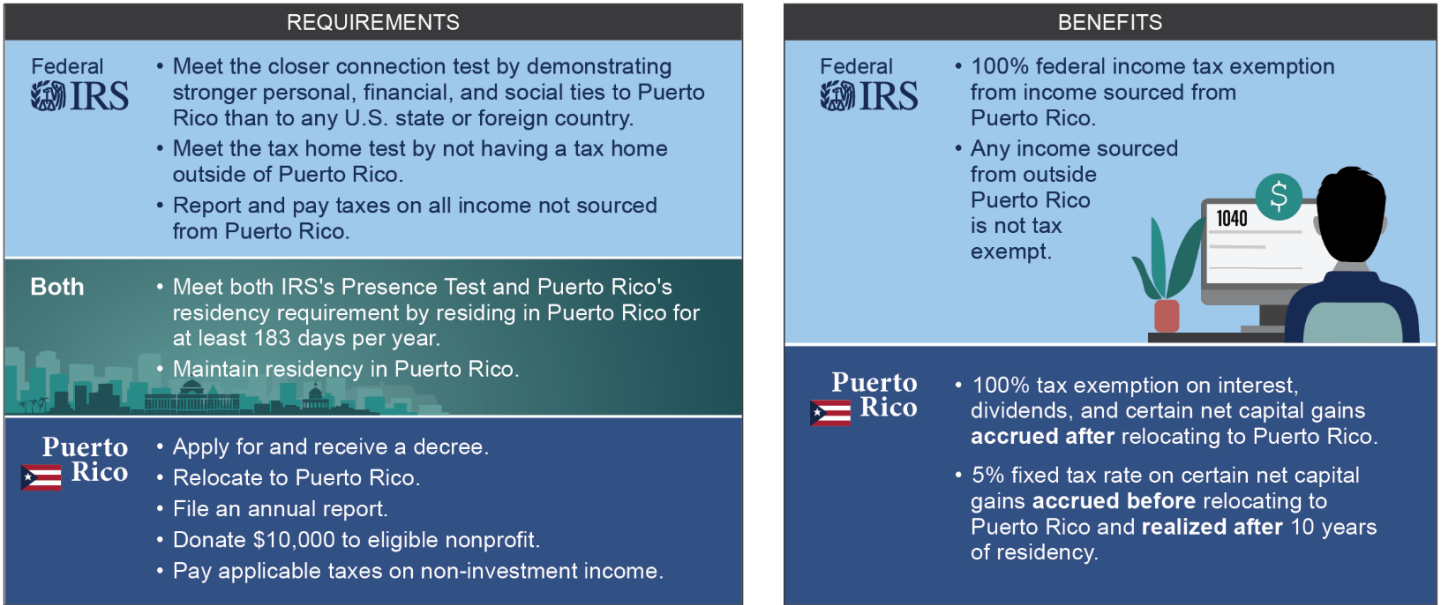 REQUIREMENTS
Federal
IRS
• Meet the closer connection test by demonstrating
stronger personal, financial, and social ties to Puerto
Rico than to any U.S. state or foreign country.
• Meet the tax home test by not having a tax home
outside of Puerto Rico.
• Report and pay taxes on all income not sourced
from Puerto Rico.
Both
• Meet both IRS's Presence Test and Puerto Rico's
residency requirement by residing in Puerto Rico for
at least 183 days per year.
• Maintain residency in Puerto Rico.
Puerto
Rico
• Apply for and receive a decree.
• Relocate to Puerto Rico.
• File an annual report.
• Donate $10,000 to eligible nonprofit.
• Pay applicable taxes on non-investment income.
BENEFITS
Federal
IRS
• 100% federal income tax exemption
from income sourced from
Puerto Rico.
• Any income sourced
from outside
Puerto Rico
is not tax
exempt.
$
1040
Puerto
Rico
• 100% tax exemption on interest,
dividends, and certain net capital gains
accrued after relocating to Puerto Rico.
• 5% fixed tax rate on certain net capital
gains accrued before relocating to
Puerto Rico and realized after 10 years
of residency.